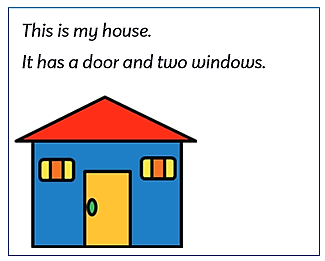 This is my house.
It has a door and two windows.